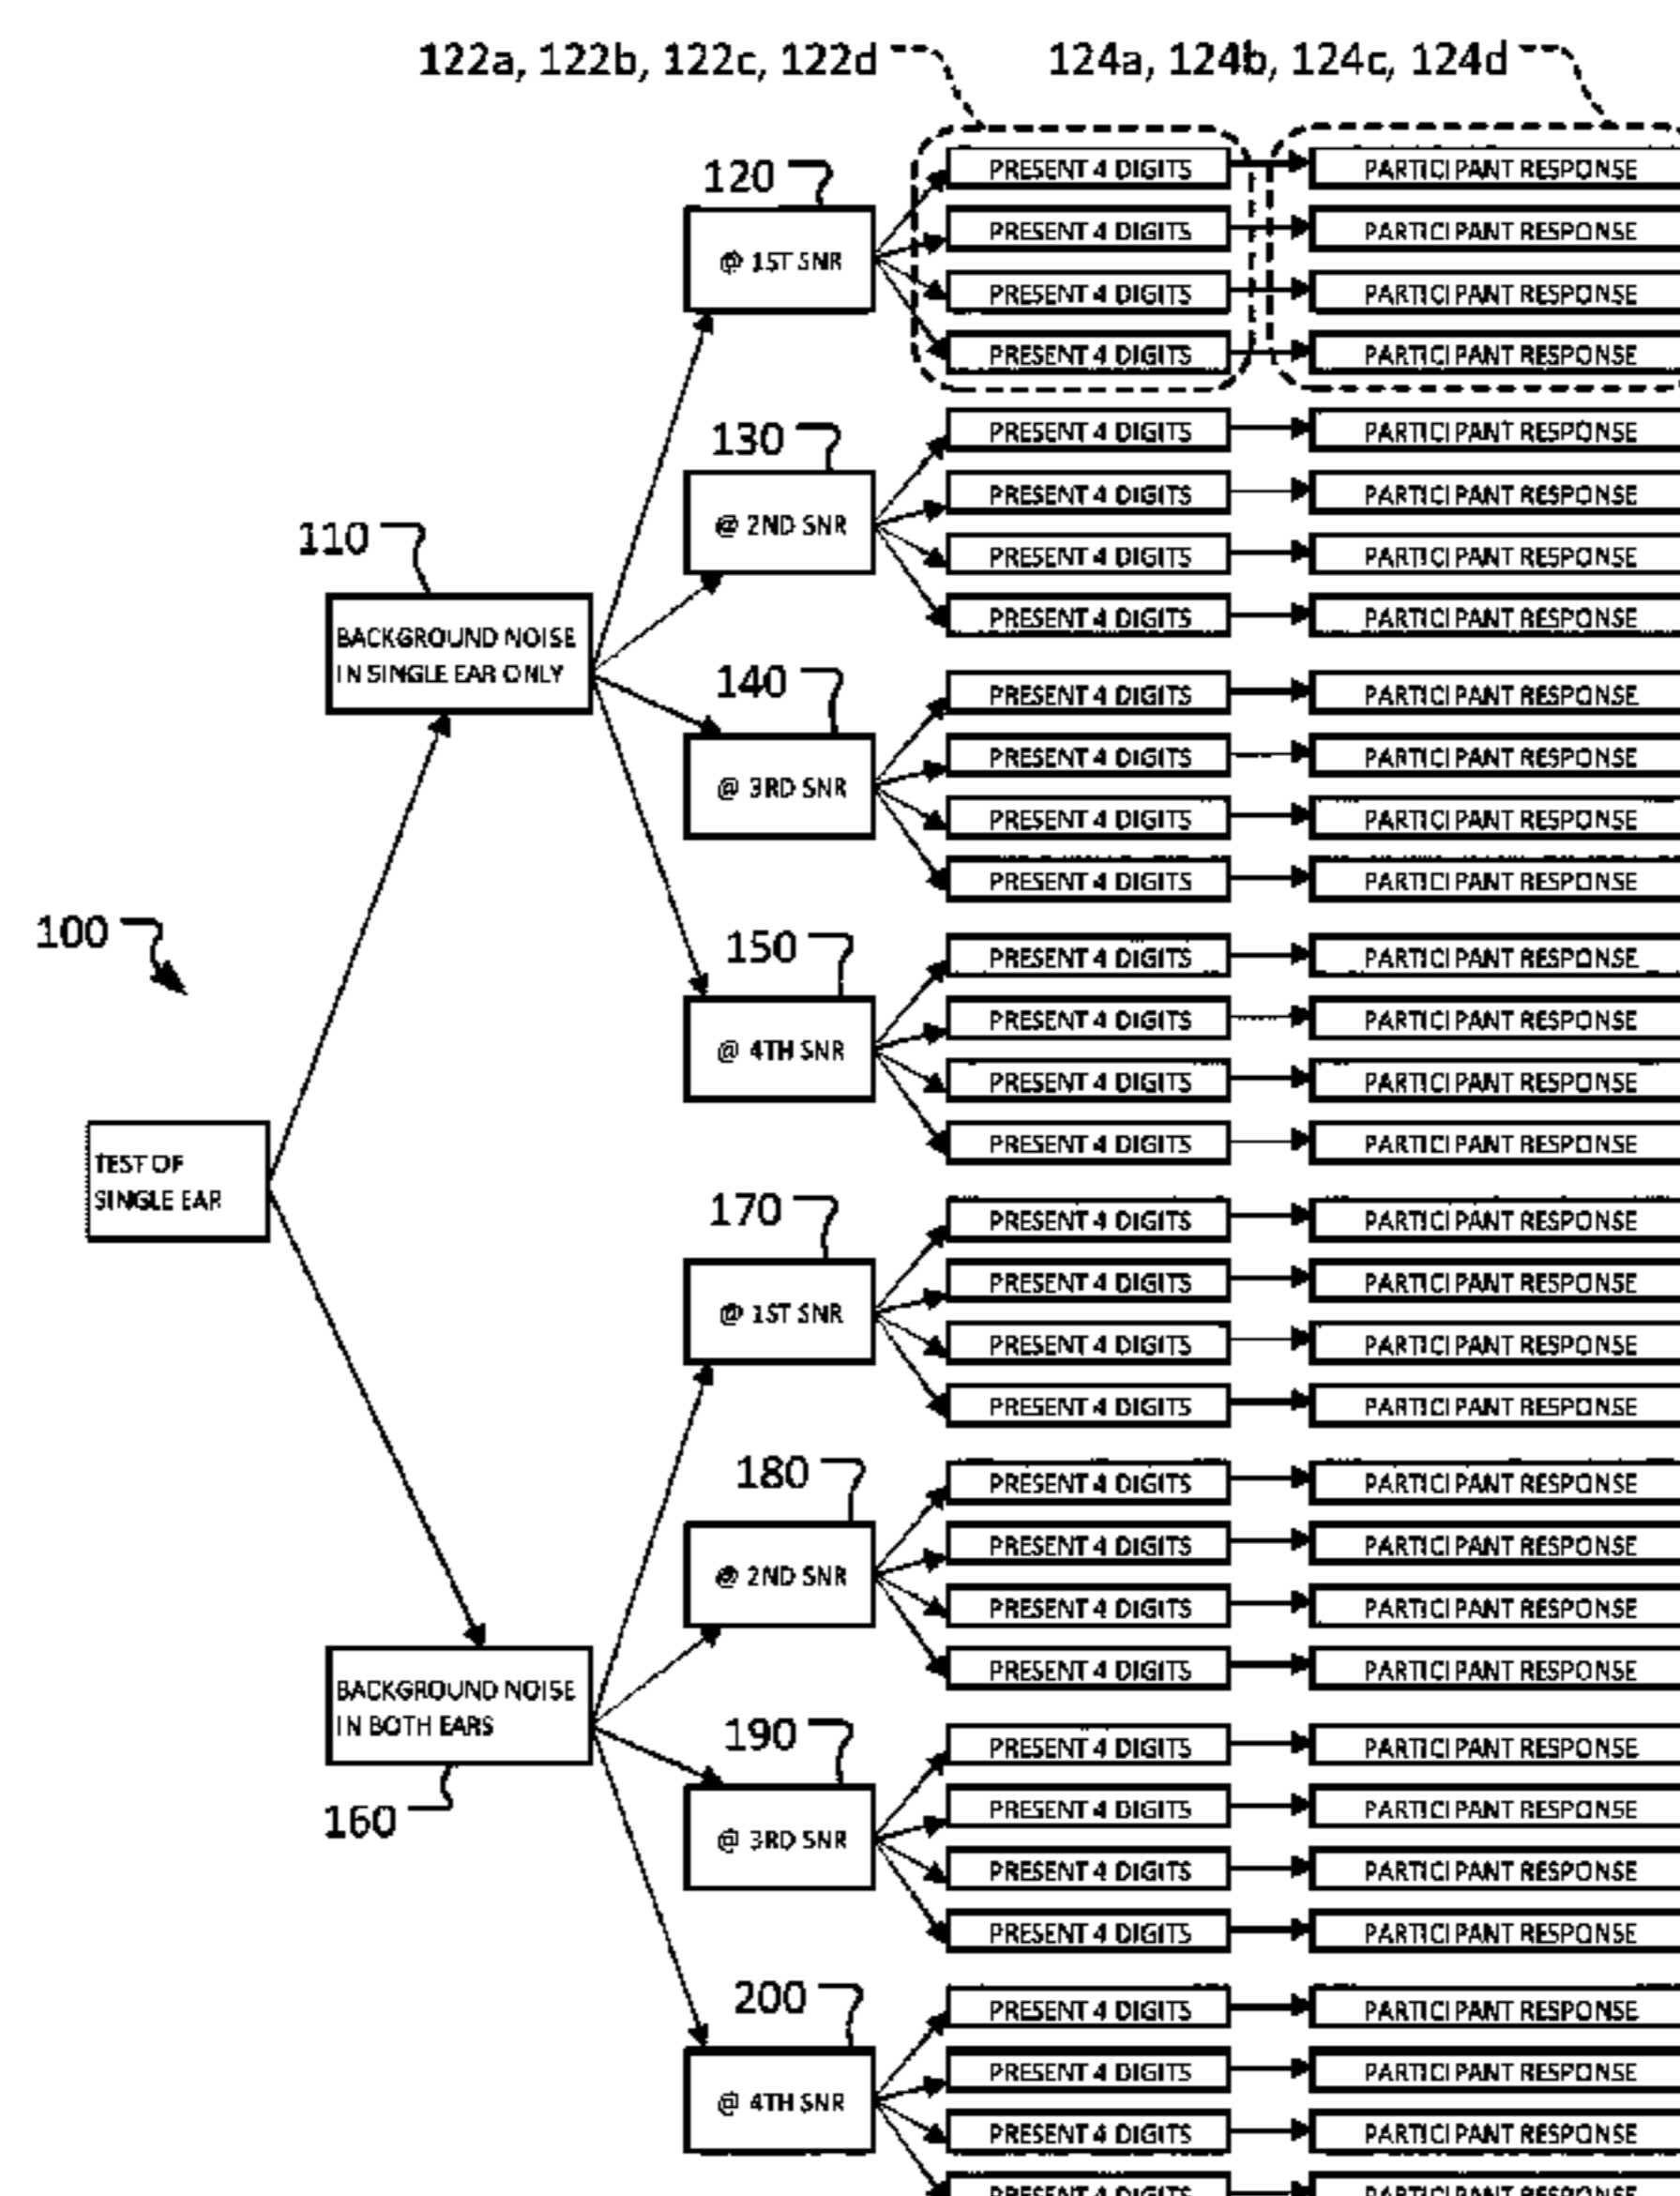 122a, 122b, 122c, 122d
124a, 124b, 124c, 124d
120
@ 1ST SNR
PRESENT 4 DIGITS
PARTICIPANT RESPONSE
PRESENT 4 DIGITS
PARTICIPANT RESPONSE
PRESENT 4 DIGITS
PARTICIPANT RESPONSE
PRESENT 4 DIGITS
PARTICIPANT RESPONSE
130
@ 2ND SNR
PRESENT 4 DIGITS
PARTICIPANT RESPONSE
PRESENT 4 DIGITS
PARTICIPANT RESPONSE
PRESENT 4 DIGITS
PARTICIPANT RESPONSE
PRESENT 4 DIGITS
PARTICIPANT RESPONSE
110
BACKGROUND NOISE
IN SINGLE EAR ONLY
140
@ 3RD SNR
PRESENT 4 DIGITS
PARTICIPANT RESPONSE
PRESENT 4 DIGITS
PARTICIPANT RESPONSE
PRESENT 4 DIGITS
PARTICIPANT RESPONSE
PRESENT 4 DIGITS
PARTICIPANT RESPONSE
100
150
@ 4TH SNR
PRESENT 4 DIGITS
PARTICIPANT RESPONSE
PRESENT 4 DIGITS
PARTICIPANT RESPONSE
PRESENT 4 DIGITS
PARTICIPANT RESPONSE
PRESENT 4 DIGITS
PARTICIPANT RESPONSE
TEST OF
SINGLE EAR
170
@ 1ST SNR
PRESENT 4 DIGITS
PARTICIPANT RESPONSE
PRESENT 4 DIGITS
PARTICIPANT RESPONSE
PRESENT 4 DIGITS
PARTICIPANT RESPONSE
PRESENT 4 DIGITS
PARTICIPANT RESPONSE
180
@ 2ND SNR
PRESENT 4 DIGITS
PARTICIPANT RESPONSE
PRESENT 4 DIGITS
PARTICIPANT RESPONSE
PRESENT 4 DIGITS
PARTICIPANT RESPONSE
PRESENT 4 DIGITS
PARTICIPANT RESPONSE
BACKGROUND NOISE
IN BOTH EARS
160
190
@ 3RD SNR
PRESENT 4 DIGITS
PARTICIPANT RESPONSE
PRESENT 4 DIGITS
PARTICIPANT RESPONSE
PRESENT 4 DIGITS
PARTICIPANT RESPONSE
PRESENT 4 DIGITS
PARTICIPANT RESPONSE
200
@ 4TH SNR
PRESENT 4 DIGITS
PARTICIPANT RESPONSE
PRESENT 4 DIGITS
PARTICIPANT RESPONSE
PRESENT 4 DIGITS
PARTICIPANT RESPONSE
PRESENT 4 DIGITS
PARTICIPANT RESPONSE